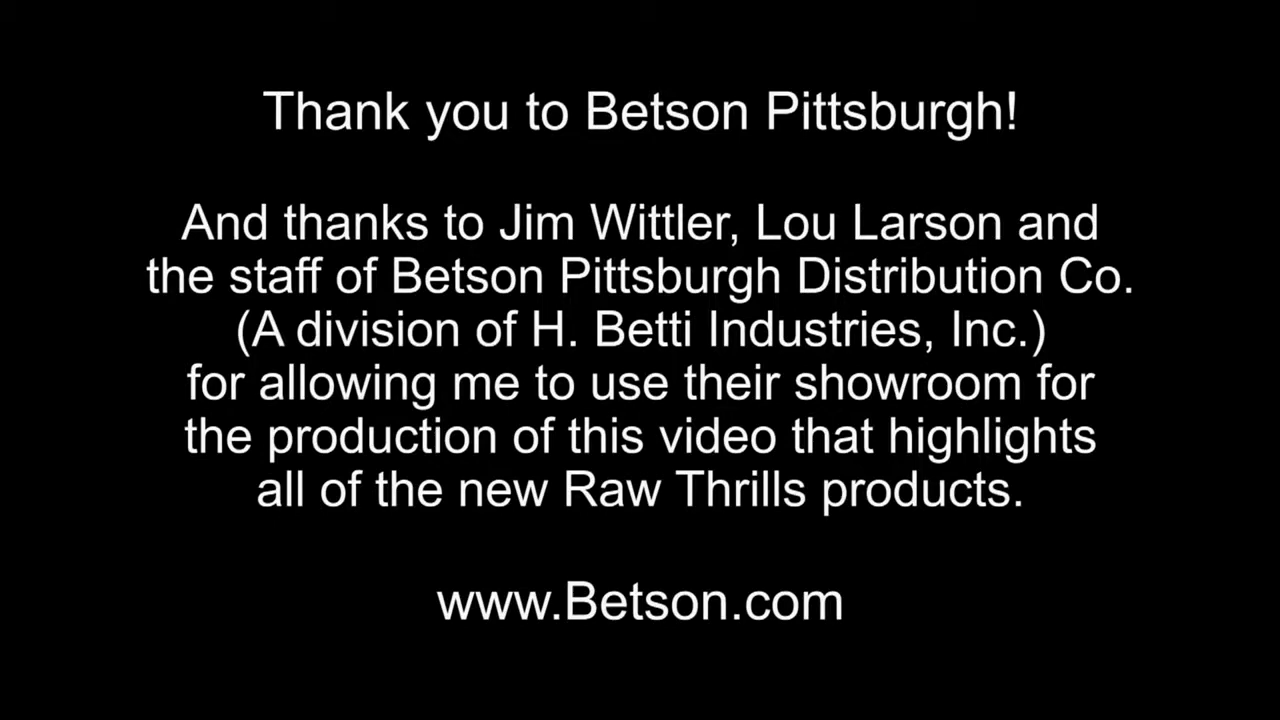 Thank you to Betson Pittsburgh!
And thanks to Jim Wittler, Lou Larson and
the staff of Betson Pittsburgh Distribution Co.
(A division of H. Betti Industries, Inc.)
for allowing me to use their showroom for
the production of this video that highlights
all of the new Raw Thrills products.
www.Betson.com